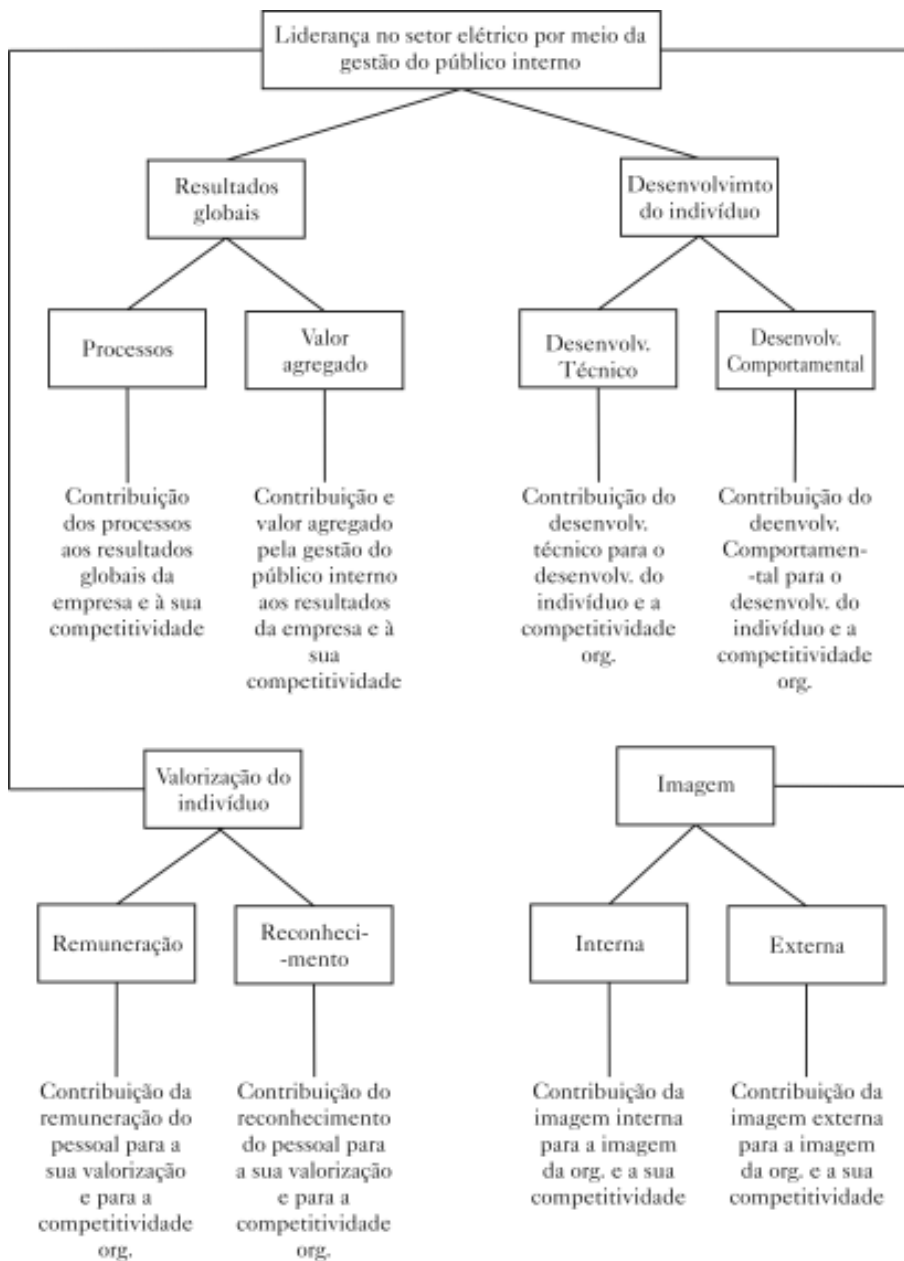 Liderança no setor elétrico por meio da
gestão do público interno
Resultados
globais
Desenvolvimto
do indivíduo
Processos
Valor
agregado
Desenvolv.
Técnico
Desenvolv.
Comportamental
Contribuição
dos processos
aos resultados
globais da
empresa e à sua
competitividade
Contribuição e
valor agregado
pela gestão do
público interno
aos resultados
da empresa e à
sua
competitividade
Contribuição do
desenvolv.
técnico para o
desenvolv. do
indivíduo e a
competitividade
org.
Contribuição do
deenvolv.
Comportamen-
-tal para o
desenvolv. do
indivíduo e a
competitividade
org.
Valorização do
indivíduo
Imagem
Remuneração
Reconheci-
-mento
Interna
Externa
Contribuição da
remuneração do
pessoal para a
sua valorização
e para a
competitividade
org.
Contribuição do
reconhecimento
do pessoal para
a sua valorização
e para a
competitividade
org.
Contribuição da
imagem interna
para a imagem
da org. e a sua
competitividade
Contribuição da
imagem externa
para a imagem
da org. e a sua
competitividade